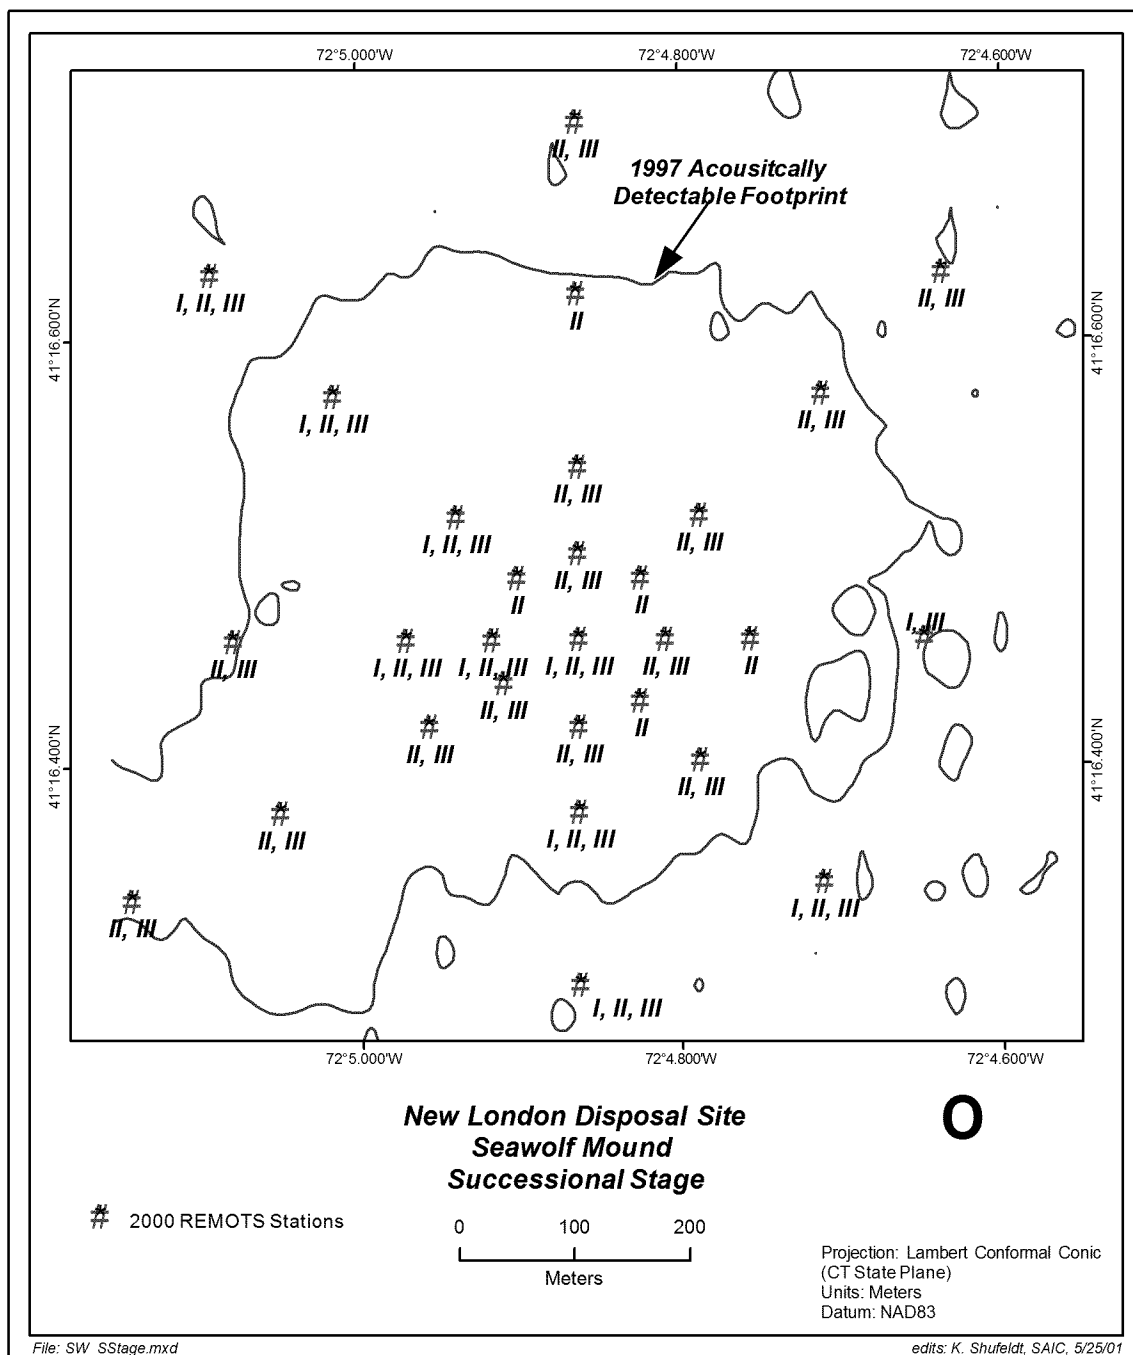 72°5.000'W 72°4.800'W 72°4.600'W
II, III
1997 Acousitcally
Detectable Footprint
I, II, III
II, III
II
41°16.600'N
41°16.600'N
I, II, III
II, III
II, III
I, II, III
II, III
II, III
II
II
I, III
II, III
I, II, III
I, II, III
I, II, III
II, III
II
II, III
II
II, III
II, III
II, III
41°16.400'N
41°16.400'N
II, III
I, II, III
I, II, III
II, III
I, II, III
72°5.000'W 72°4.800'W 72°4.600'W
O
New London Disposal Site
Seawolf Mound
Successional Stage
2000 REMOTS Stations
0 100 200
Meters
Projection: Lambert Conformal Conic
(CT State Plane)
Units: Meters
Datum: NAD83
File: SW_SStage.mxd
edits: K. Shufeldt, SAIC, 5/25/01